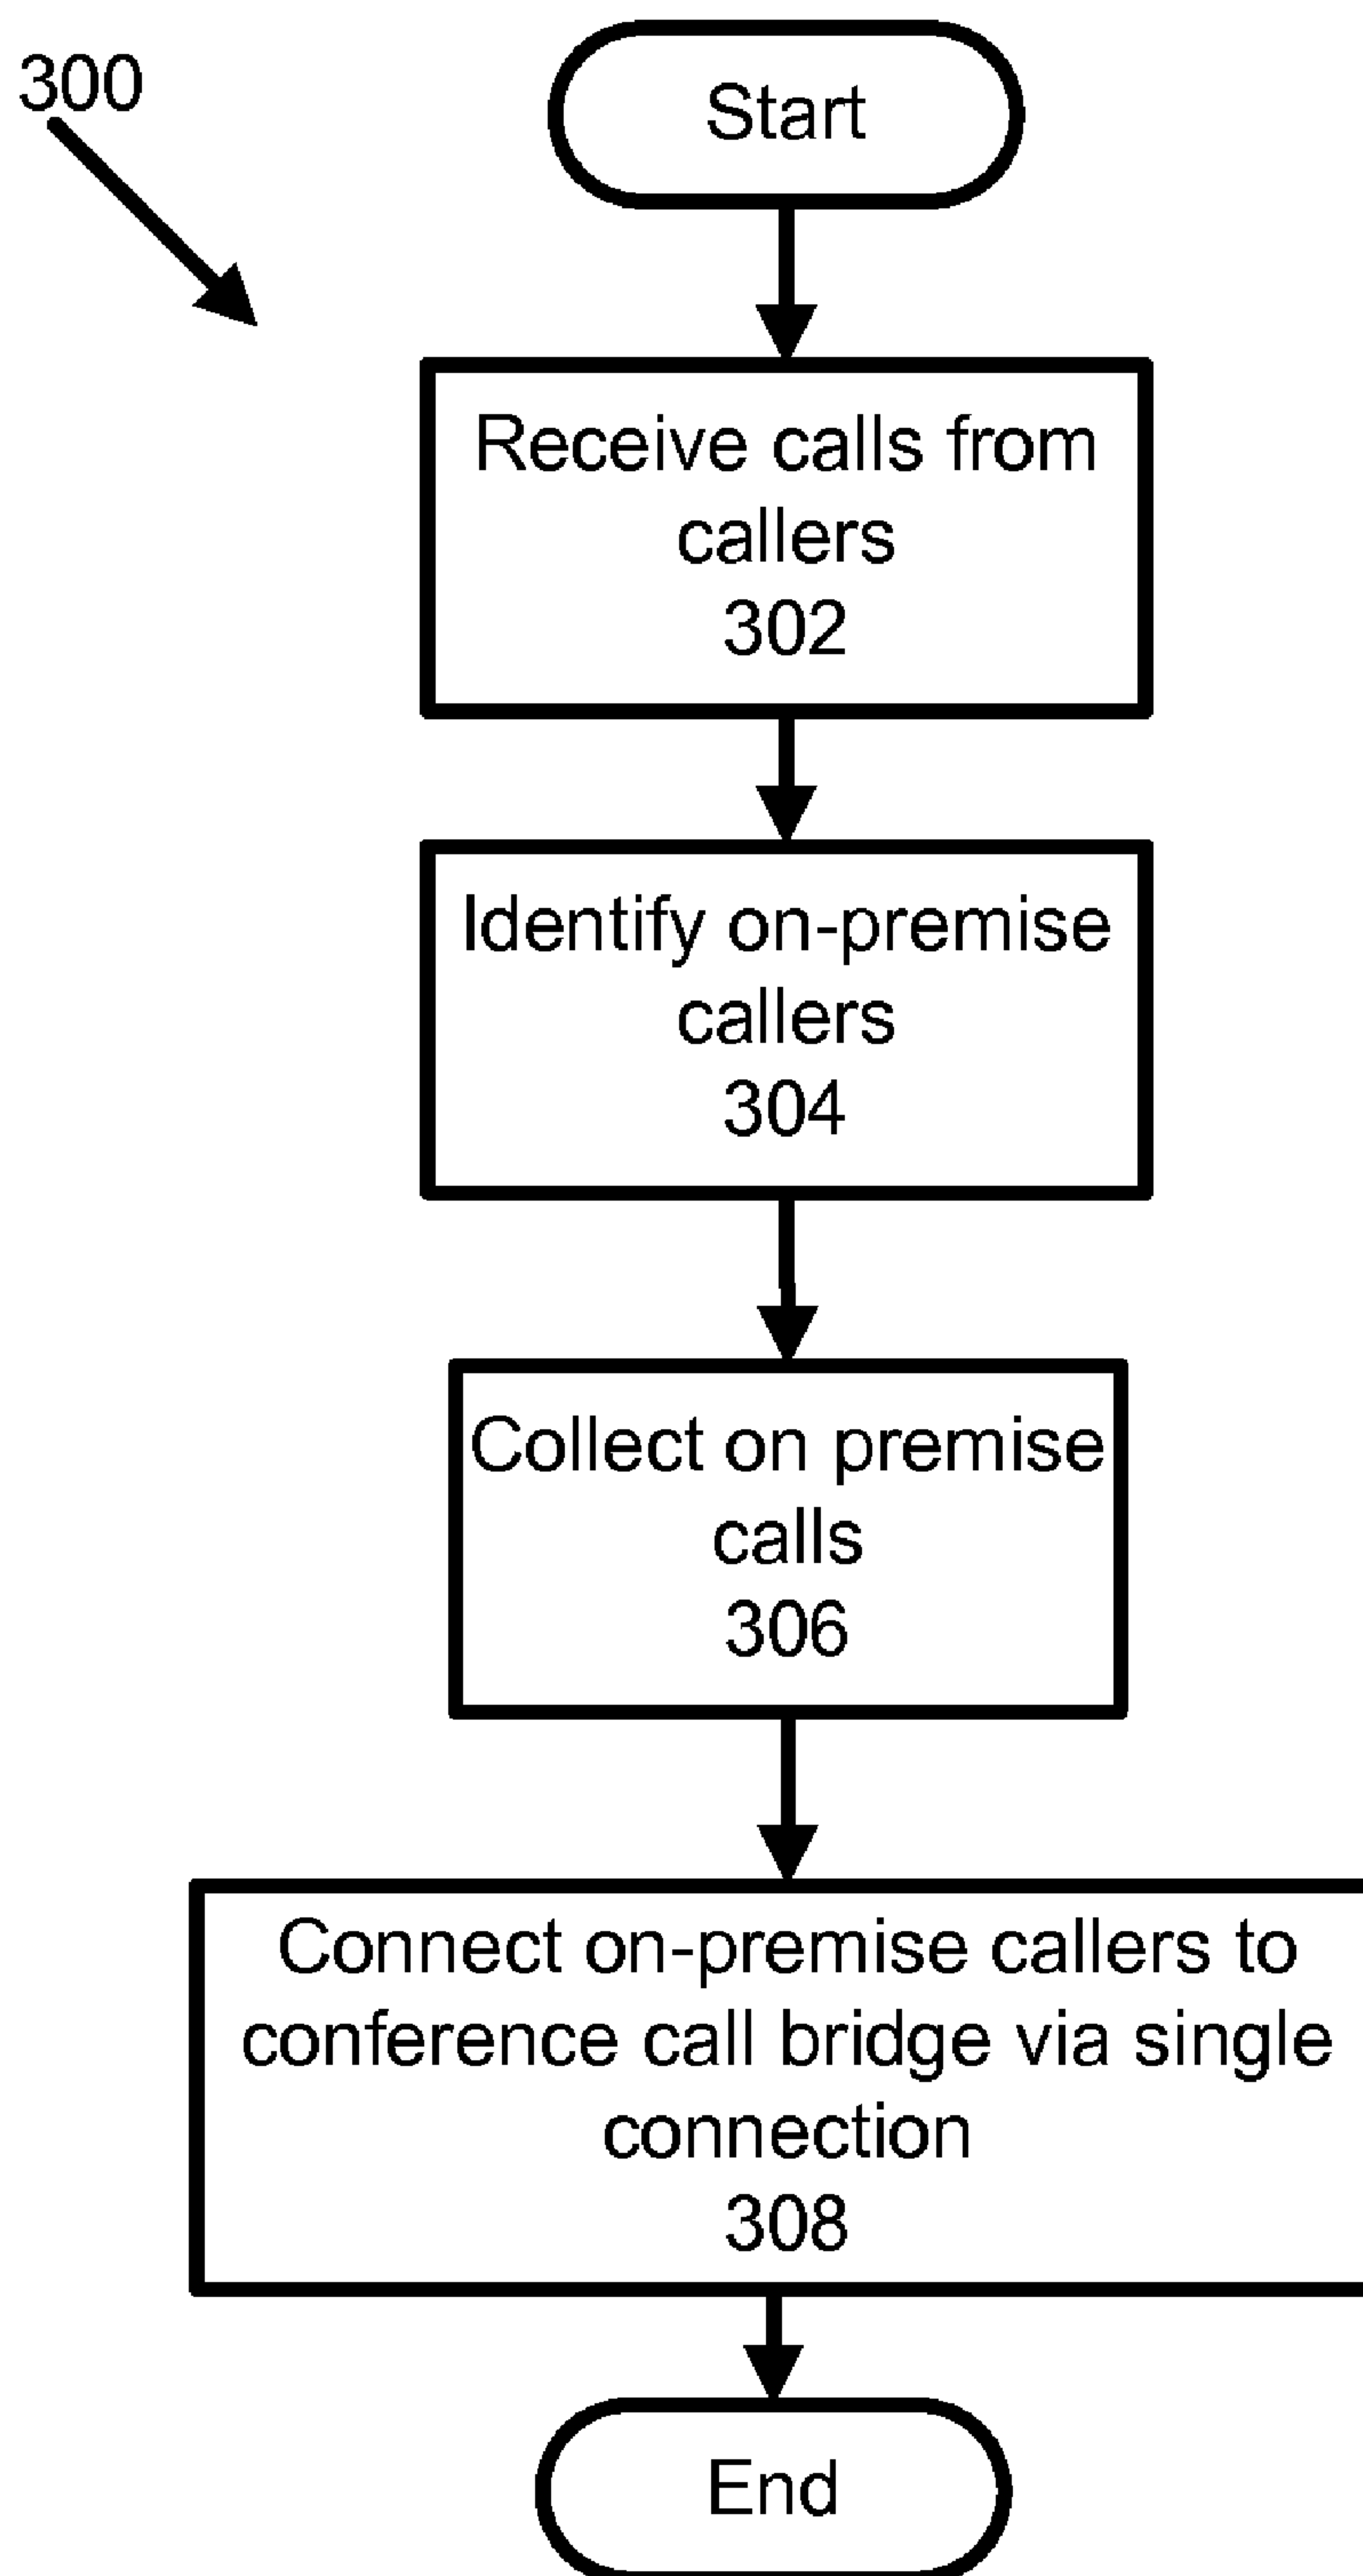 300
Start
Receive calls from
callers
302
Identify on-premise
callers
304
Collect on premise
calls
306
Connect on-premise callers to
conference call bridge via single
connection
308
End